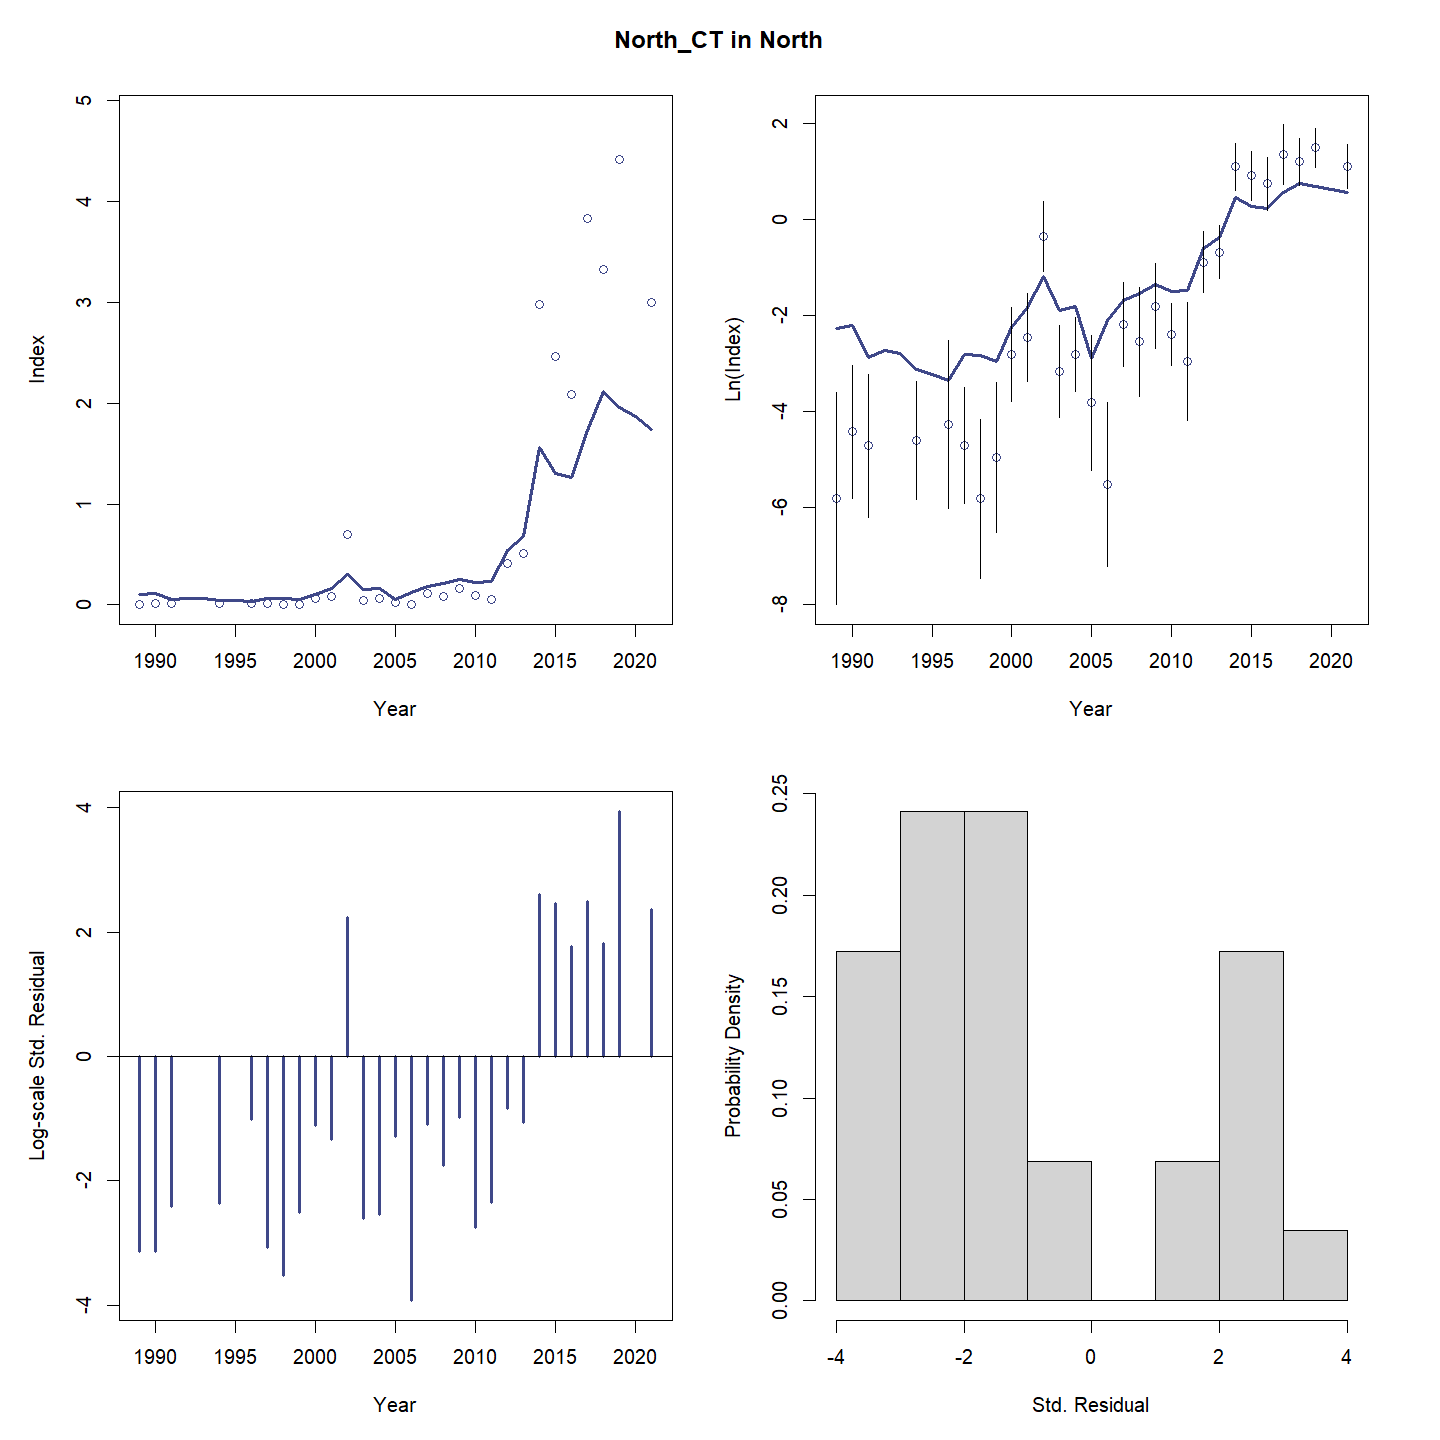 North_CT in North
Index
5
4
3
2
1
0
1990 1995 2000 2005 2010 2015 2020
Year
Ln(Index)
2
0
-2
-4
-6
-8
1990 1995 2000 2005 2010 2015 2020
Year
Log-scale Std. Residual
4
2
0
-2
-4
1990 1995 2000 2005 2010 2015 2020
Year
Probability Density
0.25
0.20
0.15
0.10
0.05
0.00
-4 -2 0 2 4
Std. Residual